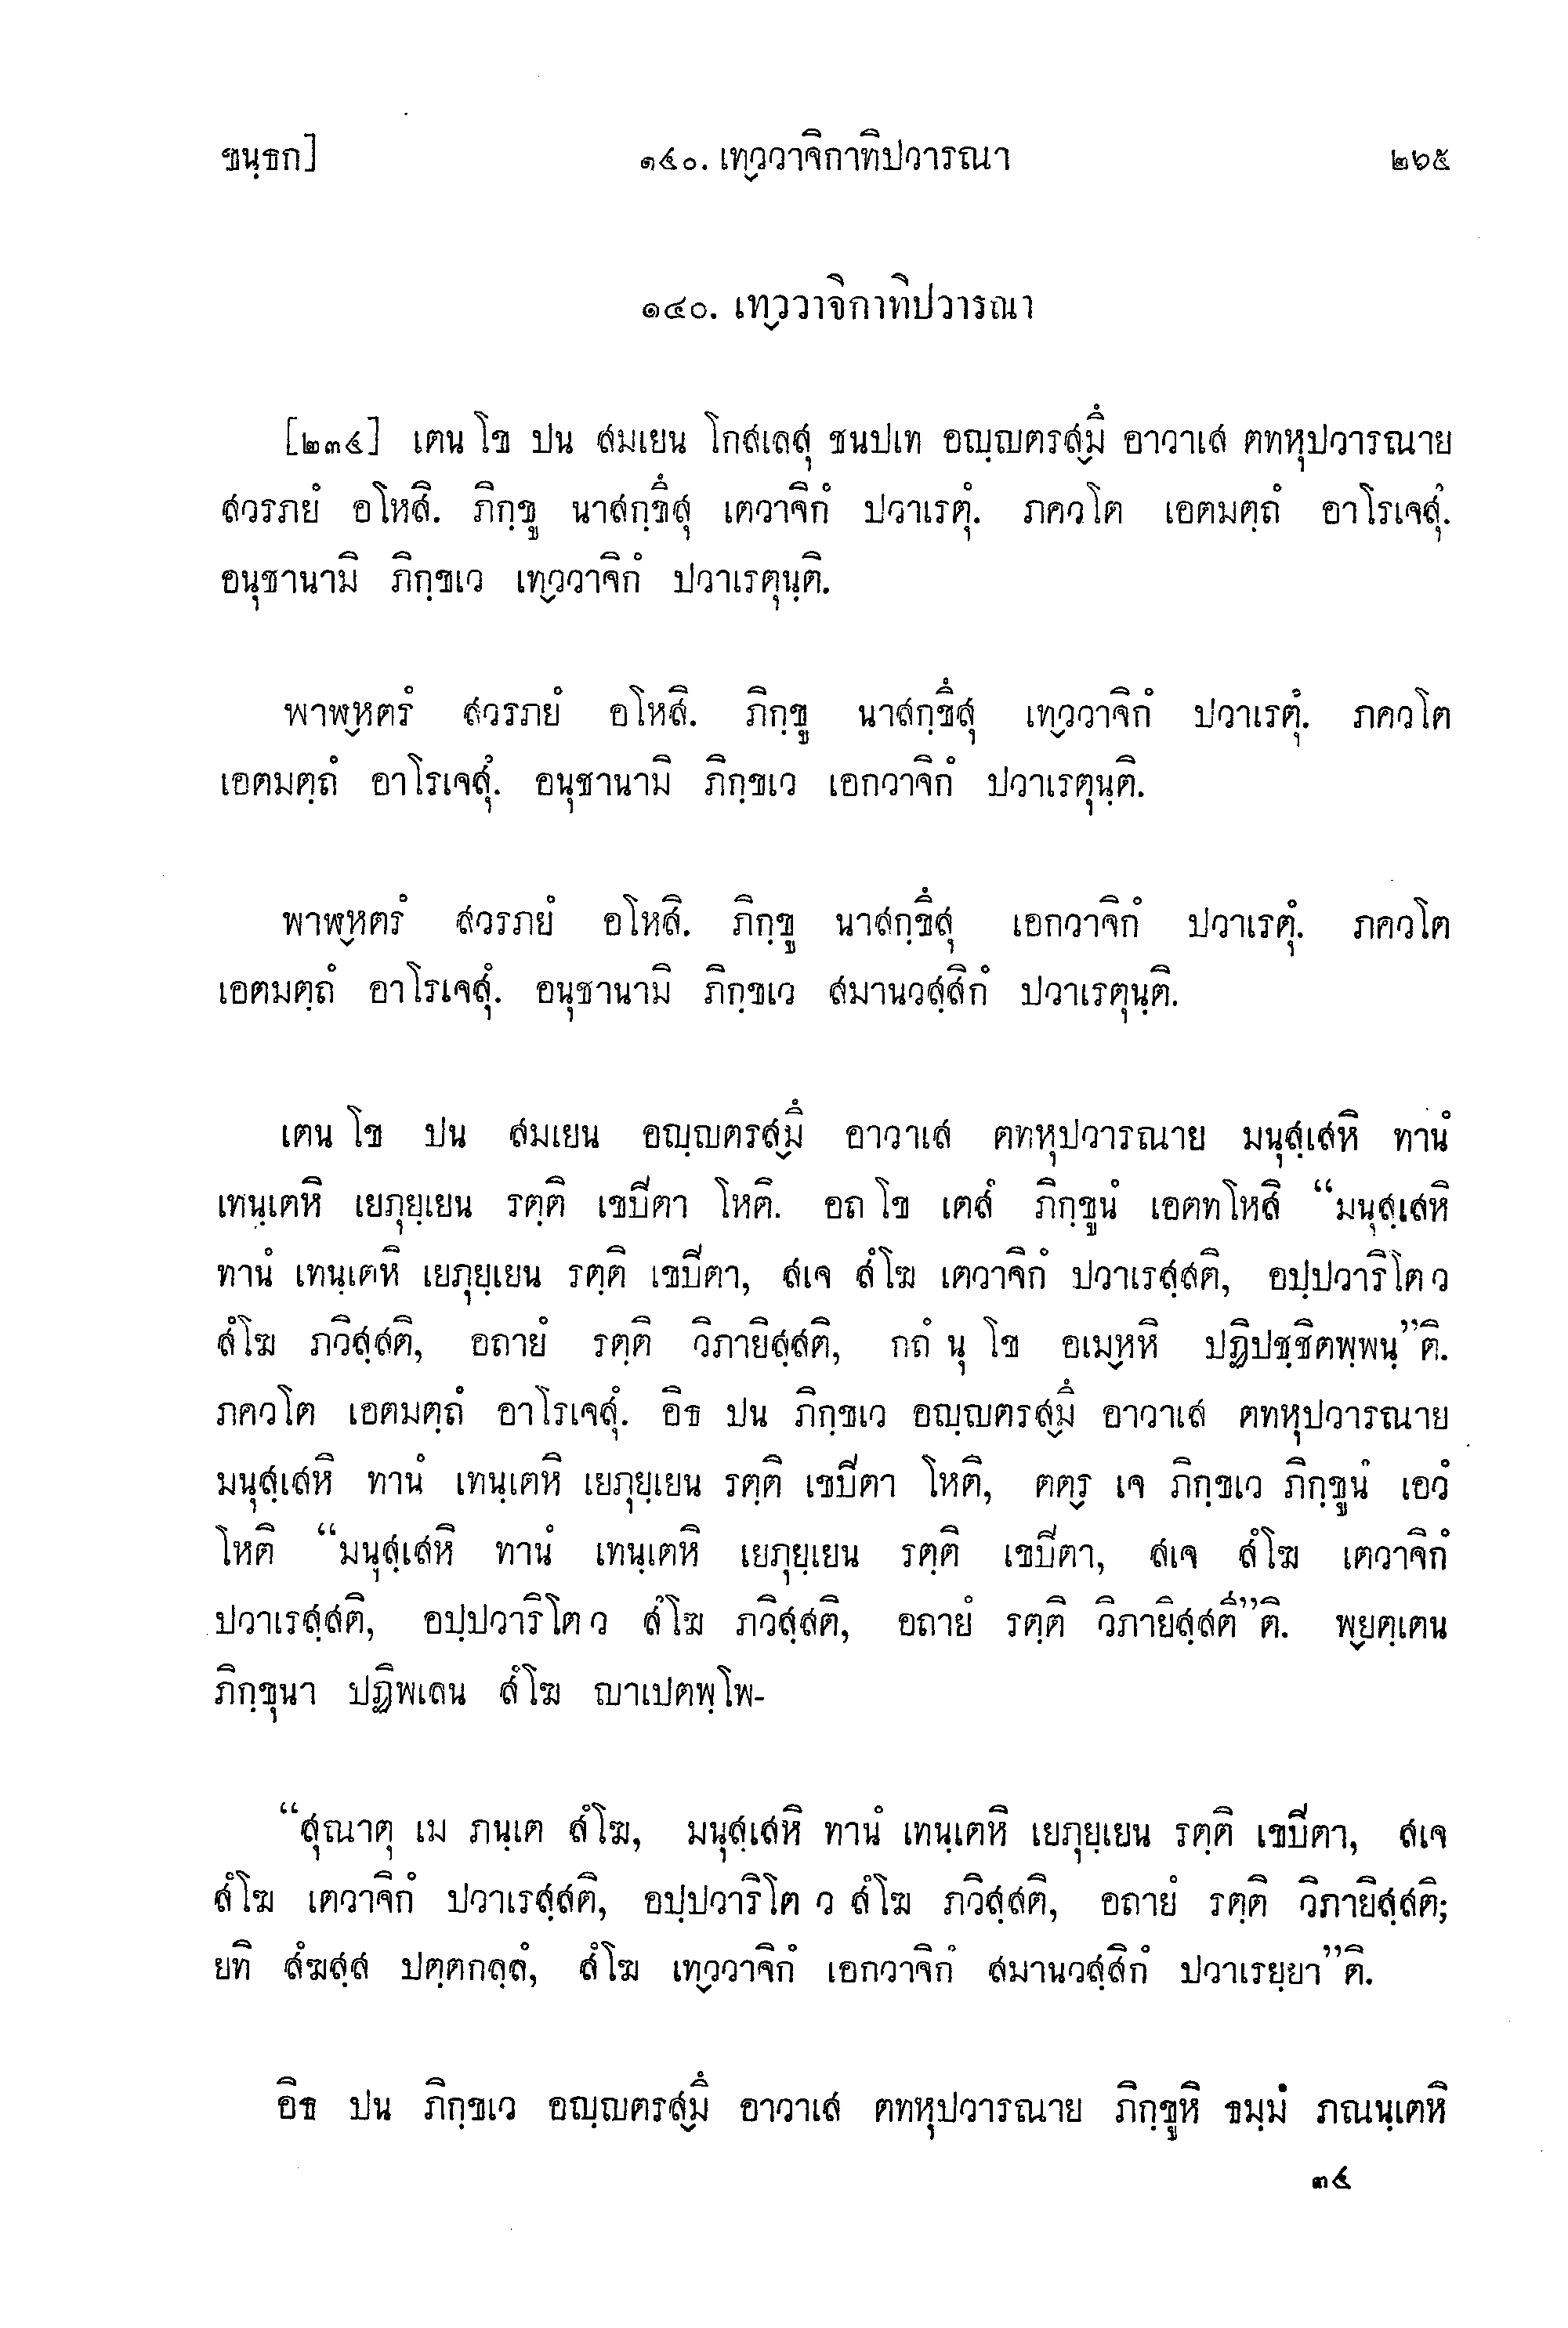 ขนฺธก]
๑๔๐. เทฺววาจิกาทิปวารณา
๒๖๕
๑๔๐. เทฺววาจิกาทิปวารณา
[๒๓๔] เตน โข ปน สมเยน โกสเลสุ ชนปเท อญฺญตรสฺมึ อาวาเส ตทหุปวารณาย
สวรภยํ อโหสิ. ภิกฺขู นาสกฺขึสุ เตวาจิกํ ปวาเรตุํ. ภควโต เอตมตฺถํ อาโรเจสุํ.
อนุชานามิ ภิกฺขเว เทฺววาจิกํ ปวาเรตุนฺติ.
พาพฺหตรํ สวรภยํ อโหสิ. ภิกฺขู นาสกฺขึสุ เทฺววาจิกํ ปวาเรตุํ. ภควโต
เอตมตฺถํ อาโรเจสุํ. อนุชานามิ ภิกฺขเว เอกวาจิกํ ปวาเรตุนฺติ.
พาพฺหตรํ สวรภยํ อโหสิ. ภิกฺขู นาสกฺขึสุ เอกวาจิกํ ปวาเรตุํ. ภควโต
เอตมตฺถํ อาโรเจสุํ. อนุชานามิ ภิกฺขเว สมานวสฺสิกํ ปวาเรตุนฺติ.
เตน โข ปน สมเยน อญฺญตรสฺมึ อาวาเส ตทหุปวารณาย มนุสฺเสหิ ทานํ
เทนฺเตหิ เยภุยฺเยน รตฺติ เขปีตา โหติ. อถ โข เตสํ ภิกฺขูนํ เอตทโหสิ “มนุสฺเสหิ
ทานํ เทนฺเตหิ เยภุยฺเยน รตฺติ เขปีตา, สเจ สํโฆ เตวาจิกํ ปวาเรสฺสติ, อปฺปวาริโต ว
สํโฆ ภวิสฺสติ, อถายํ รตฺติ วิภายิสฺสติ, กถํ นุ โข อเมฺหหิ ปฏิปชฺชิตพฺพนฺ”ติ.
ภควโต เอตมตฺถํ อาโรเจสุํ. อิธ ปน ภิกฺขเว อญฺญตรสฺมึ อาวาเส ตทหุปวารณาย
มนุสฺเสหิ ทานํ เทนฺเตหิ เยภุยฺเยน รตฺติ เขปีตา โหติ, ตตฺร เจ ภิกฺขเว ภิกฺขูนํ เอวํ
โหติ “มนุสฺเสหิ ทานํ เทนฺเตหิ เยภุยฺเยน รตฺติ เขปีตา, สเจ สํโฆ เตวาจิกํ
ปวาเรสฺสติ, อปฺปวาริโต ว สํโฆ ภวิสฺสติ, อถายํ รตฺติ วิภายิสฺสตี”ติ. พฺยตฺเตน
ภิกฺขุนา ปฏิพเลน สํโฆ ญาเปตพฺโพ-
“สุณาตุ เม ภนฺเต สํโฆ, มนุสฺเสหิ ทานํ เทนฺเตหิ เยภุยฺเยน รตฺติ เขปีตา, สเจ
สํโฆ เตวาจิกํ ปวาเรสฺสติ, อปฺปวาริโต ว สํโฆ ภวิสฺสติ, อถายํ รตฺติ วิภายิสฺสติ;
ยทิ สํฆสฺส ปตฺตกลฺลํ, สํโฆ เทฺววาจิกํ เอกวาจิกํ สมานวสฺสิกํ ปวาเรยฺยา”ติ.
อิธ ปน ภิกฺขเว อญฺญตรสฺมึ อาวาเส ตทหุปวารณาย ภิกฺขูหิ ธมฺมํ ภณนฺเตหิ
๓๔